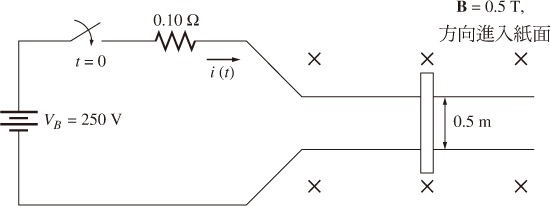 B = 0.5 T,
方向進入紙面
0.10 Ω
t = 0
i (t)
V_B = 250 V
0.5 m